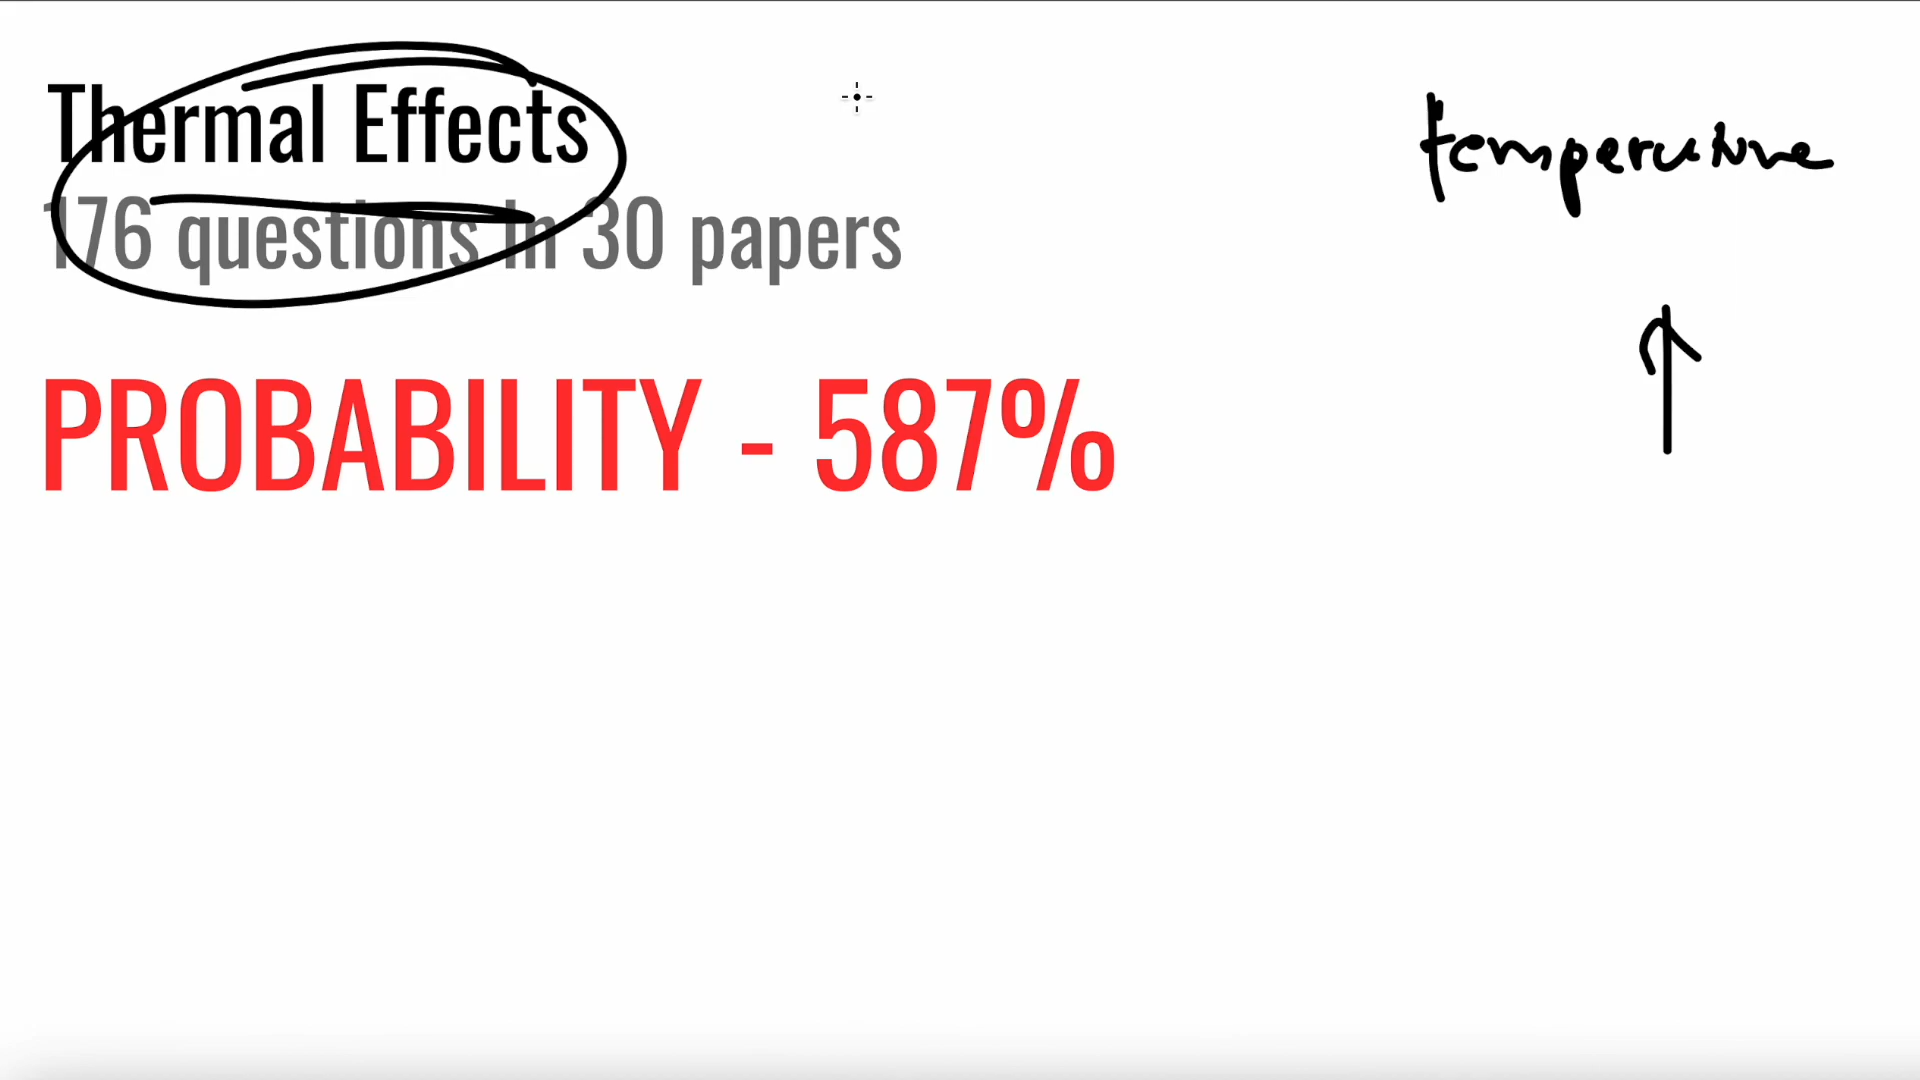 Thermal Effects
176 questions in 30 papers
PROBABILITY - 587%
temperature